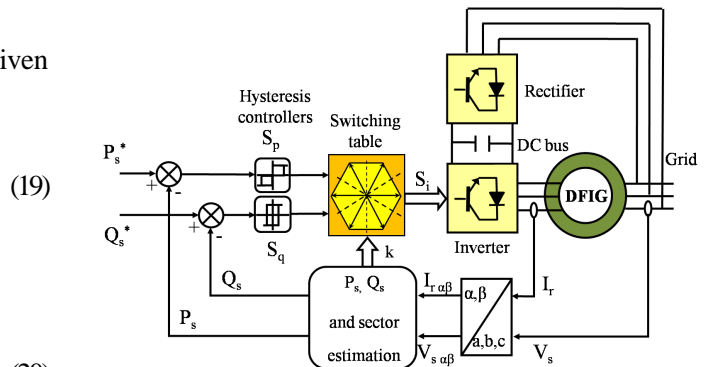 iven
(19)
Hysteresis
controllers
Sp
Switching
table
Rectifier
DC bus
Grid
Ps*
+
-
Si
DFIG
Qs*
+
-
Sq
Inverter
k
Qs
Ps, Qs
Ir αβ
α,β
Ir
Ps
and sector
estimation
Vs αβ
a,b,c
Vs